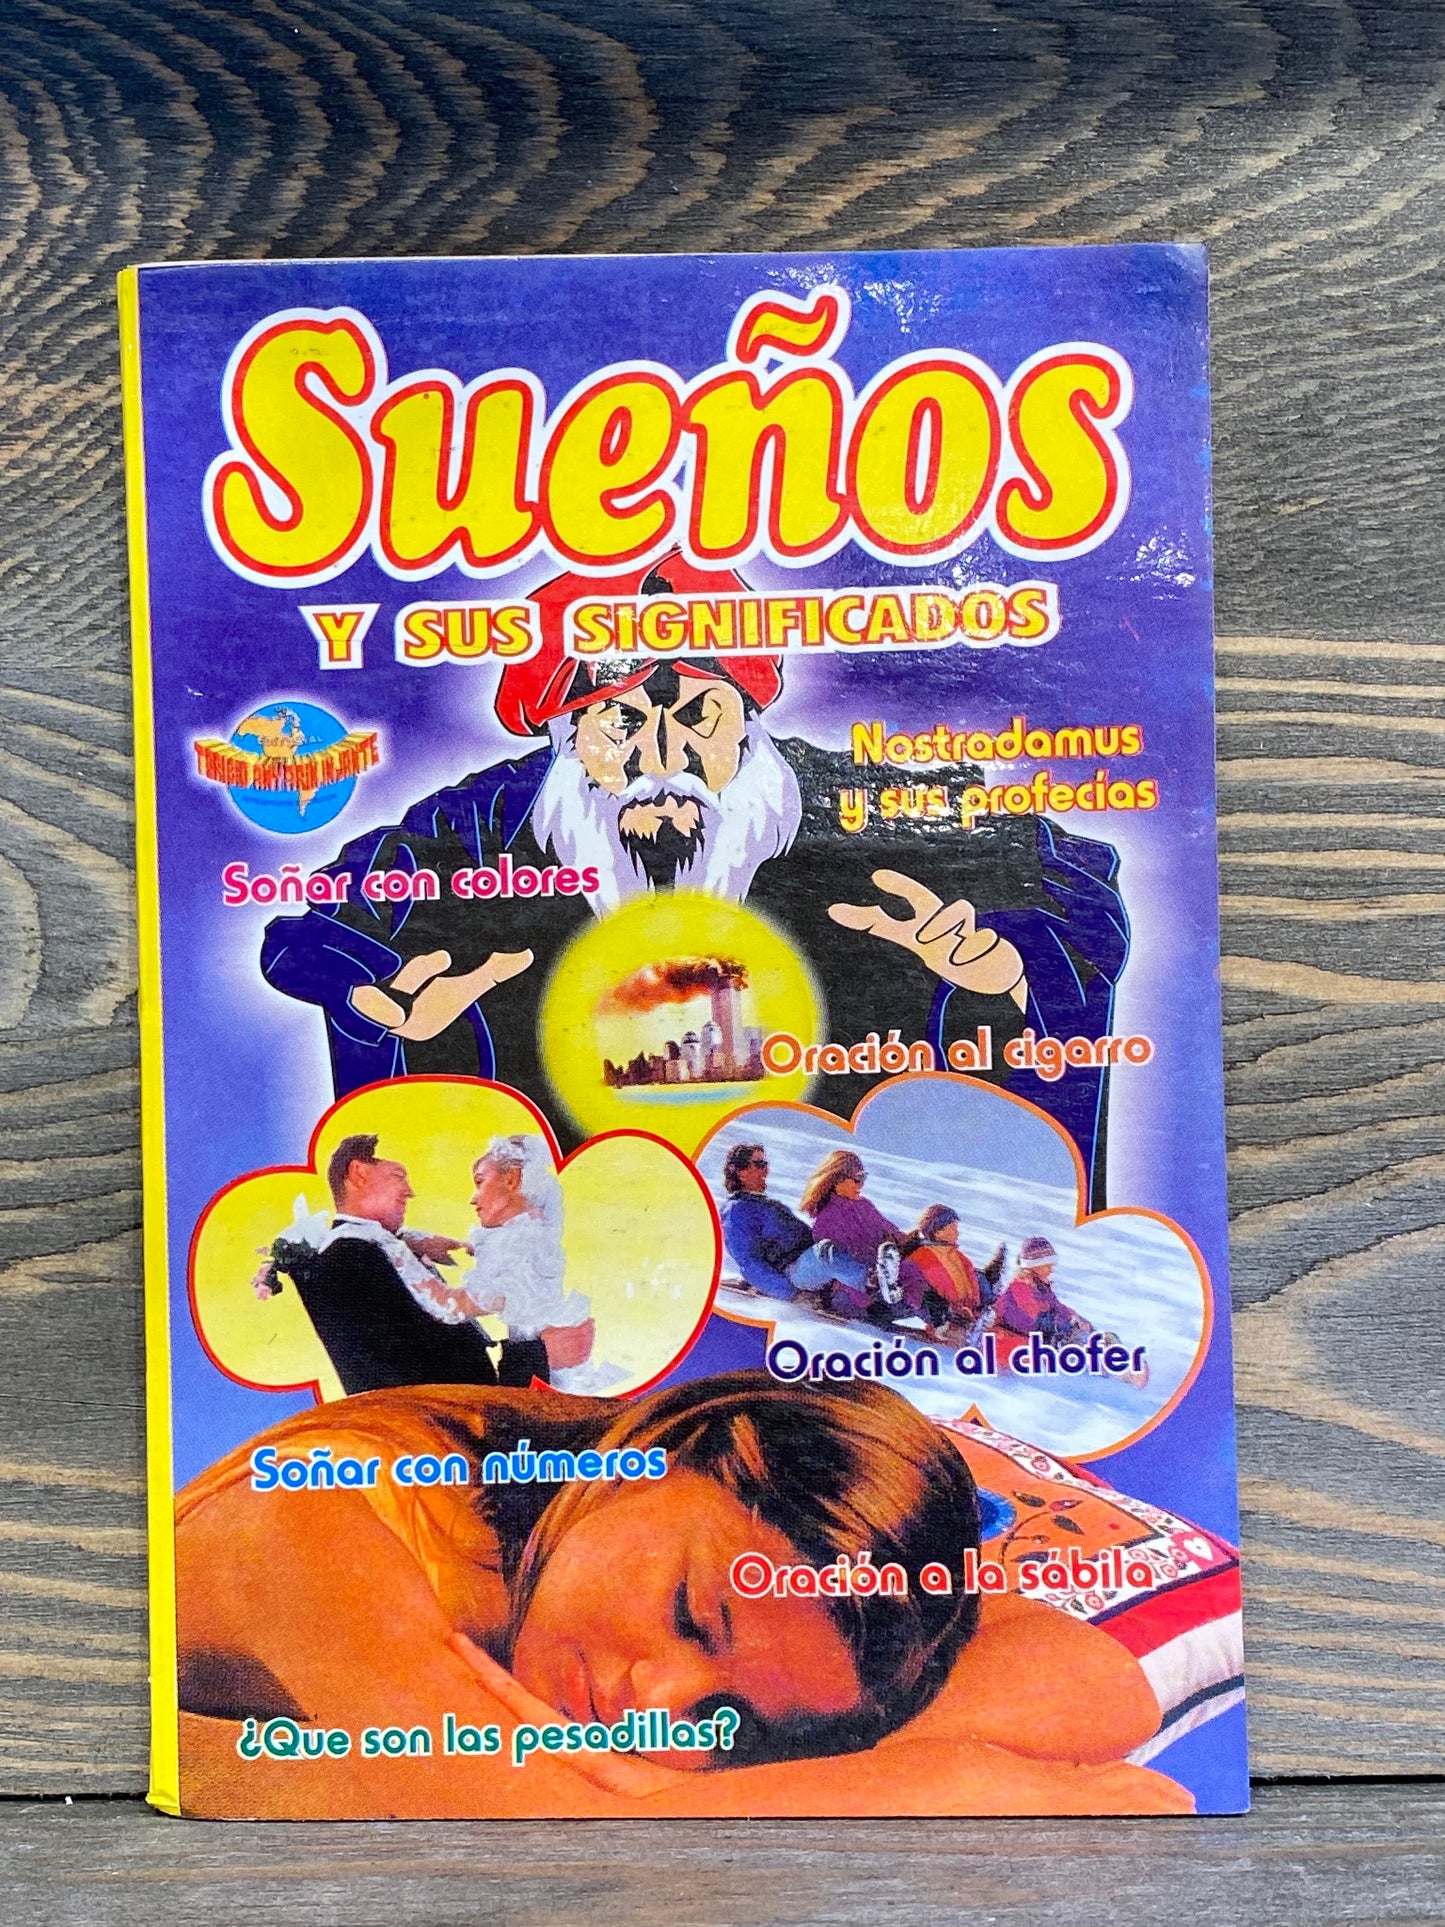 Sueños
Y SUS SIGNIFICADOS
Nostradamus
y sus profecías
Soñar con colores
Oración al cigarro
Oración al chofer
Soñar con números
Oración a la sábila
¿Que son las pesadillas?